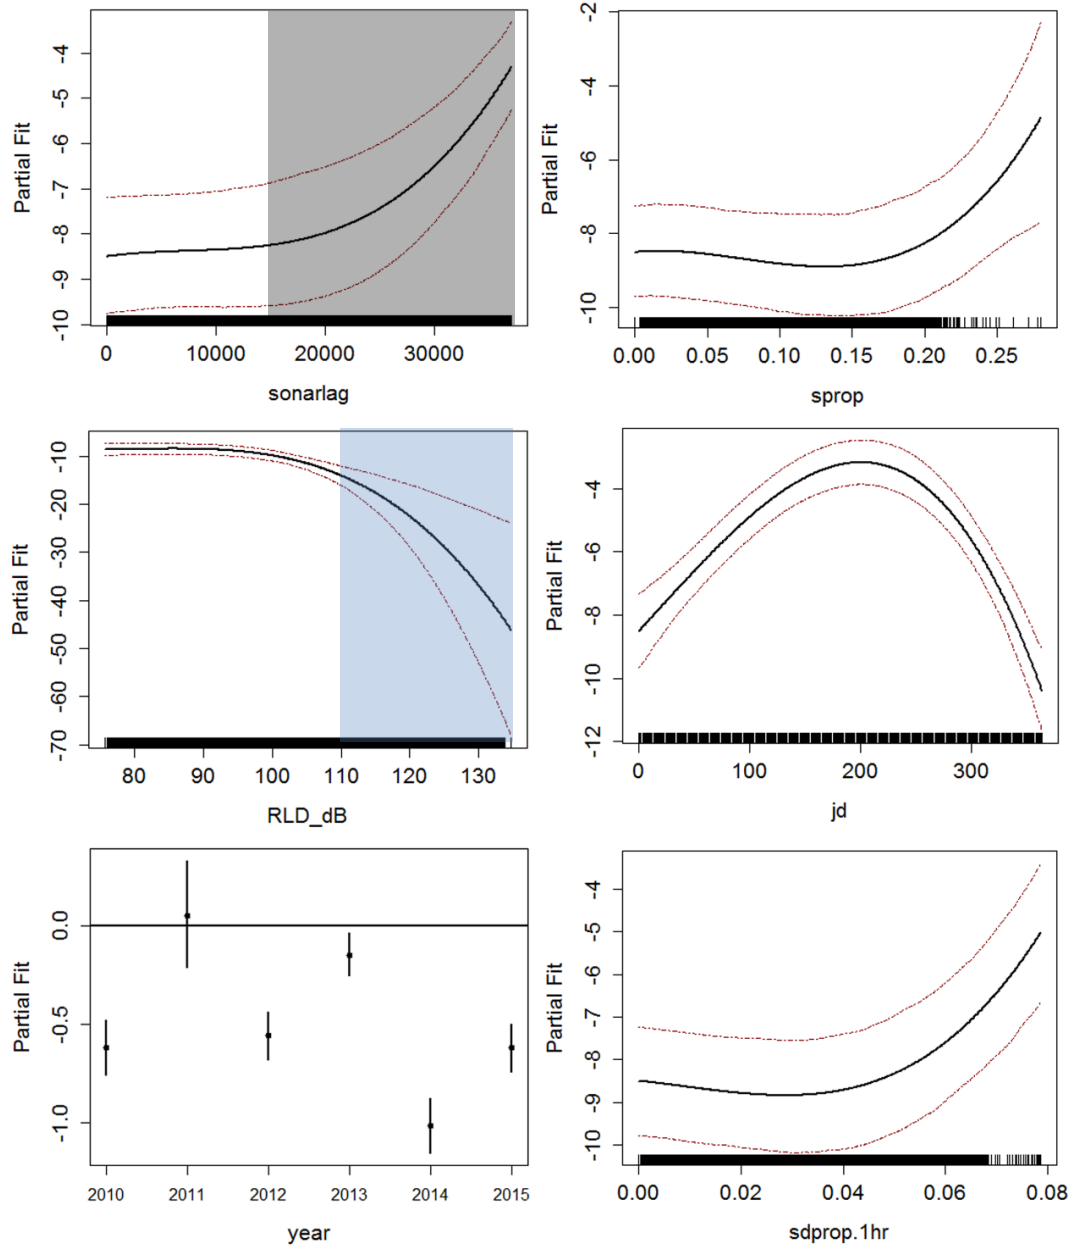 Partial Fit
-4
-5
-6
-7
-8
-9
-10
0 10000 20000 30000
sonarlag
Partial Fit
-2
-4
-6
-8
-10
0.00 0.05 0.10 0.15 0.20 0.25
sprop
Partial Fit
-10
-20
-30
-40
-50
-60
-70
80 90 100 110 120 130
RLD_dB
Partial Fit
-4
-6
-8
-10
-12
0 100 200 300
jd
Partial Fit
0.0
-0.5
-1.0
2010 2011 2012 2013 2014 2015
year
Partial Fit
-4
-5
-6
-7
-8
-9
-10
0.00 0.02 0.04 0.06 0.08
sdprop.1hr